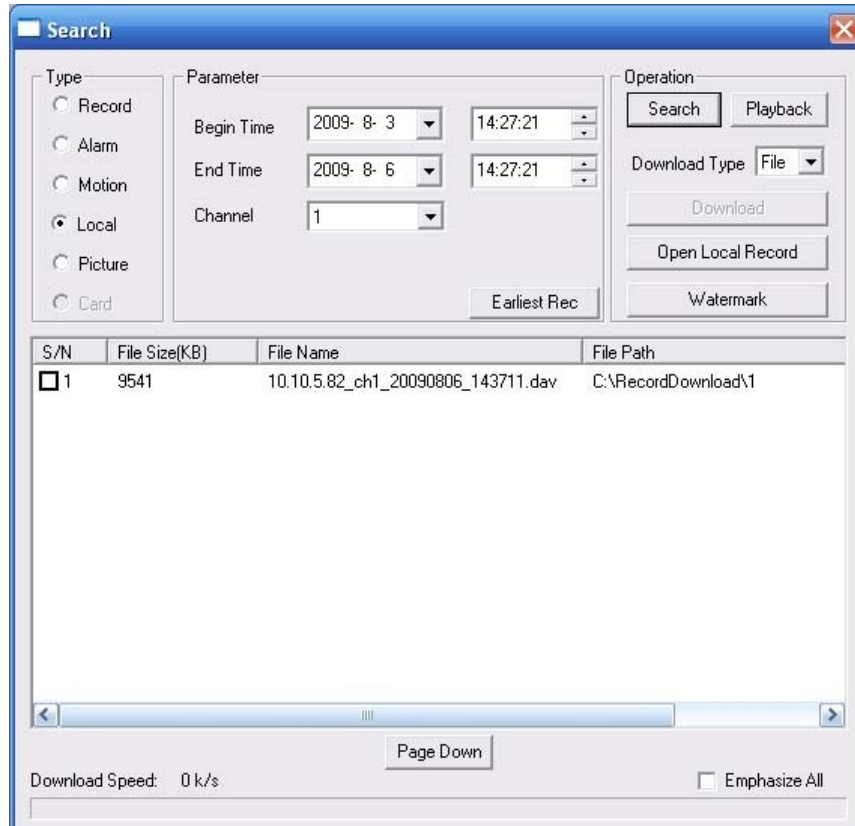 Search
Type
Record
Alarm
Motion
Local
Picture
Card
Parameter
Begin Time 2009- 8- 3 14:27:21
End Time 2009- 8- 6 14:27:21
Channel 1
Earliest Rec
Operation
Search Playback
Download Type File
Download
Open Local Record
Watermark
S/N File Size(KB) File Name File Path
1 9541 10.10.5.82_ch1_20090806_143711.dav C:\RecordDownload\1
Page Down
Download Speed: 0 k/s Emphasize All